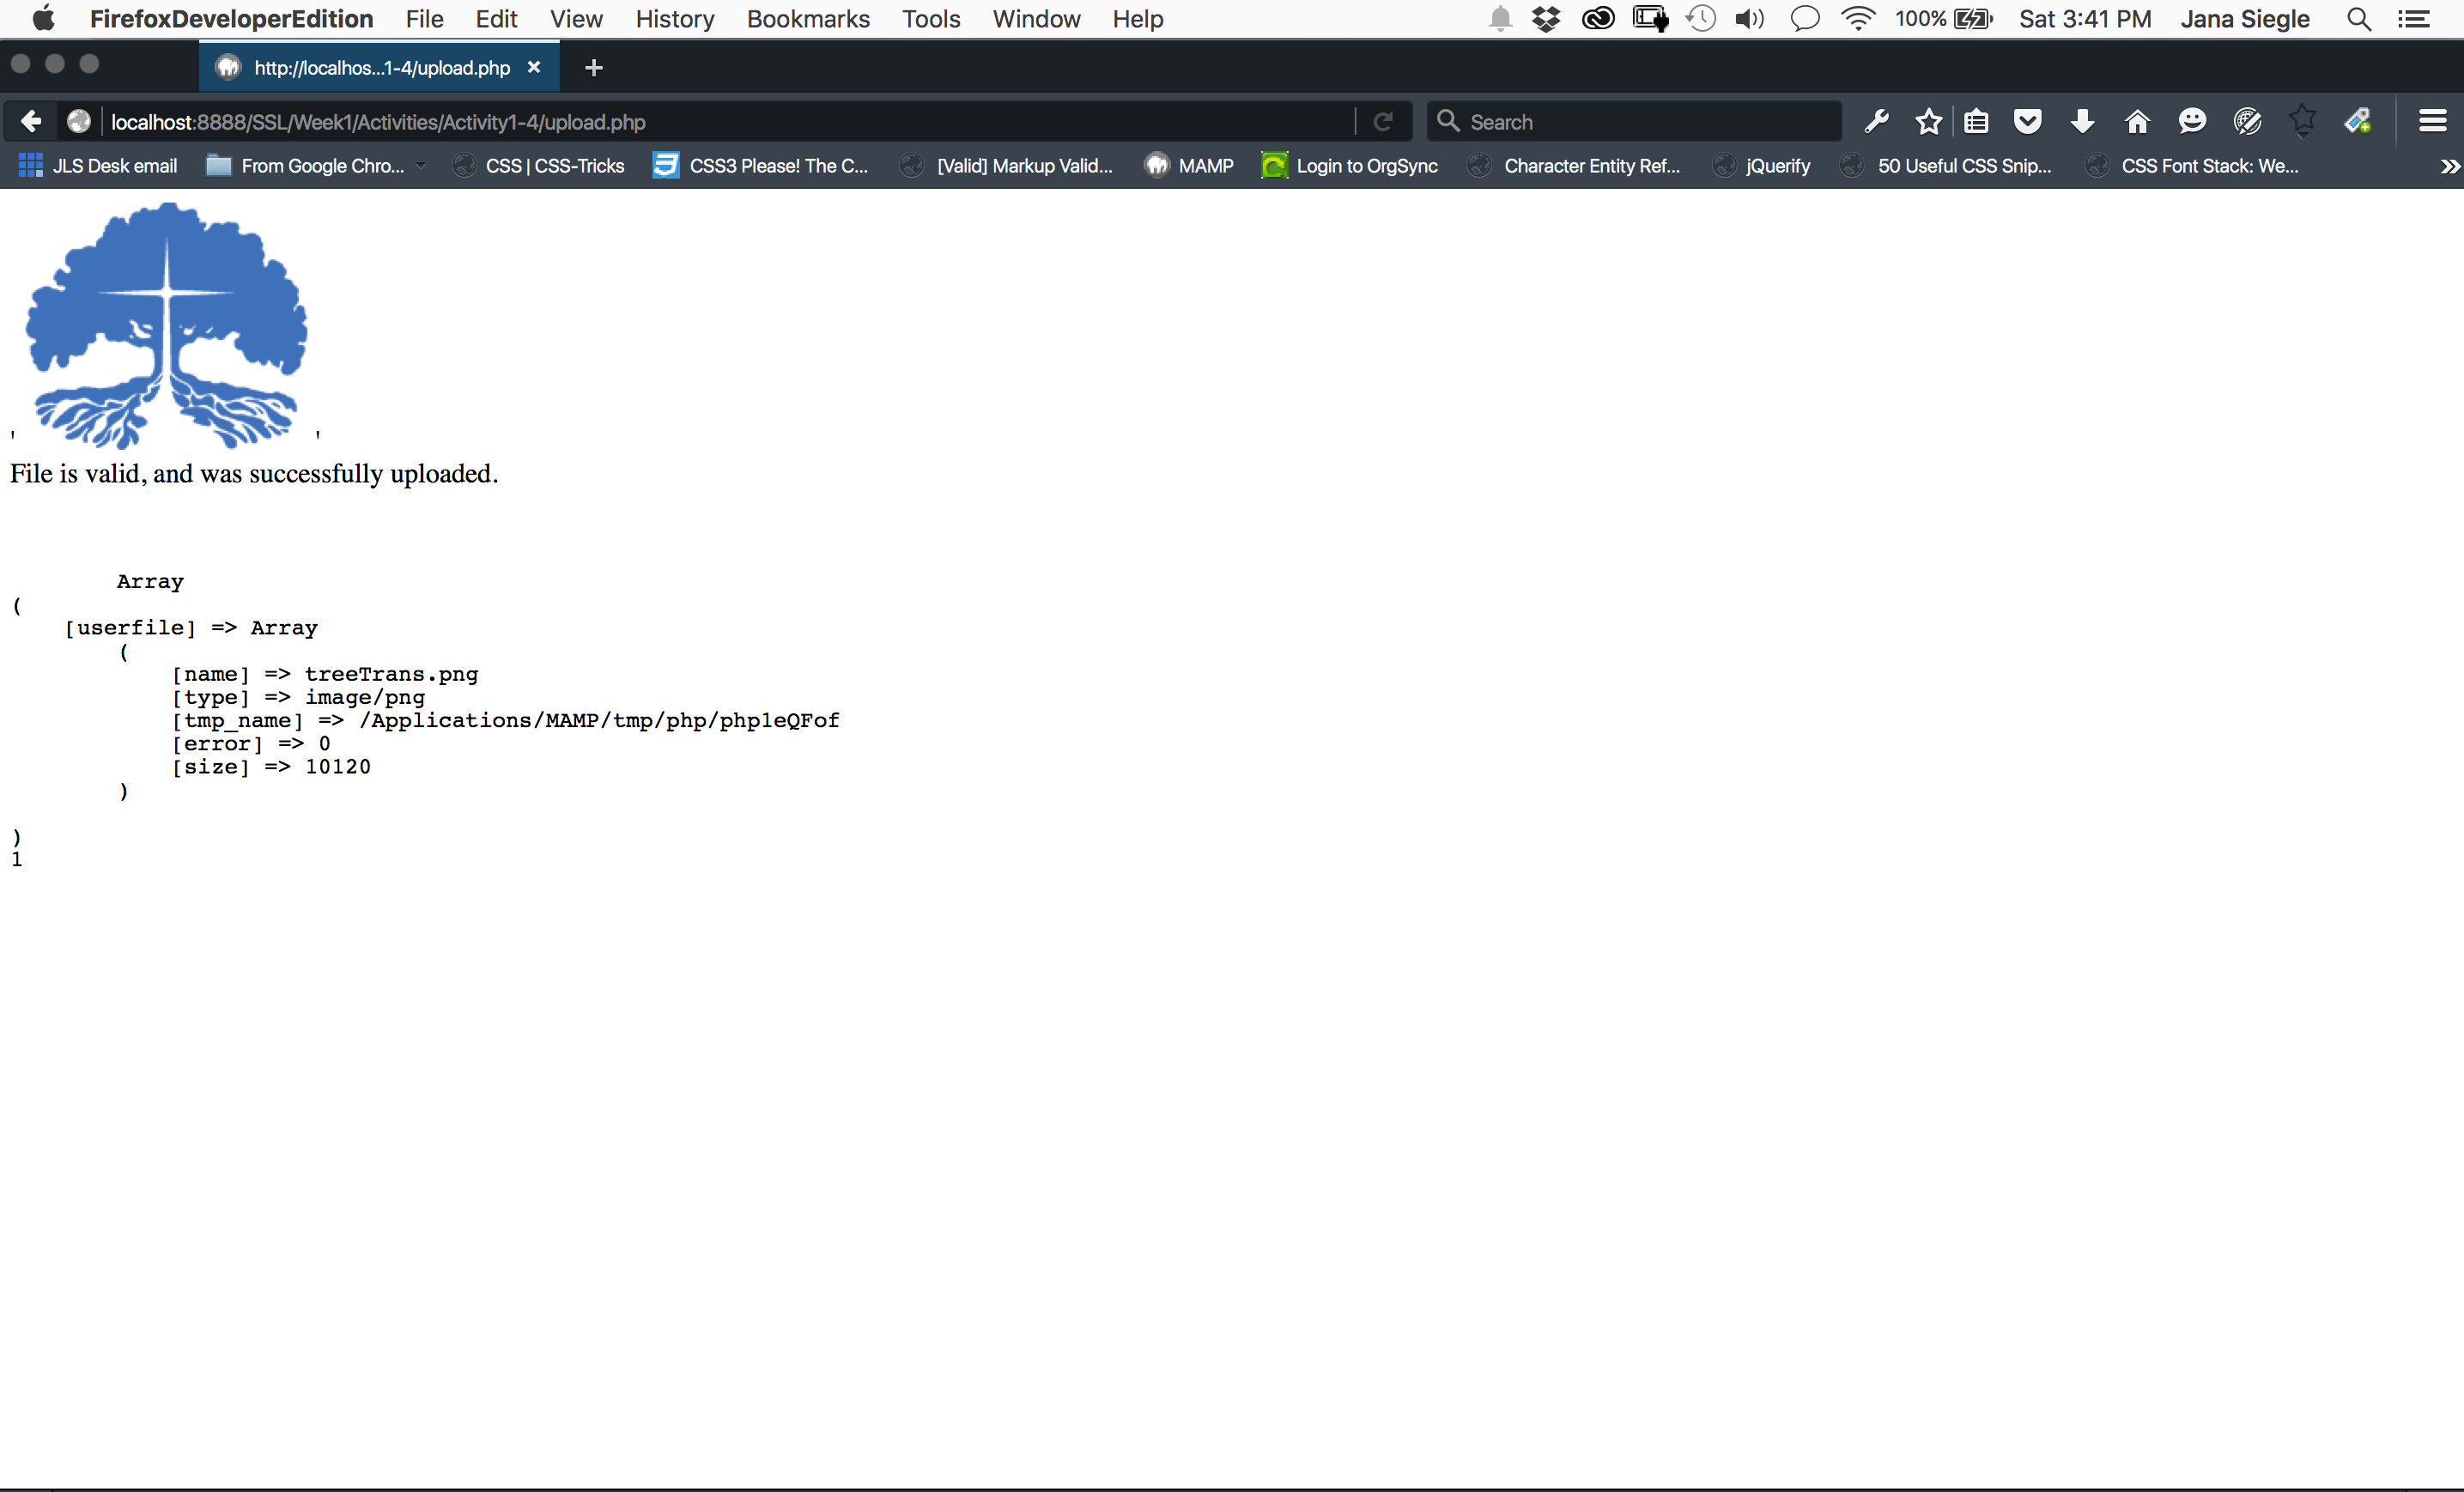 FirefoxDeveloperEdition File Edit View History Bookmarks Tools Window Help 100% Sat 3:41 PM Jana Siegle
http://localhos...1-4/upload.php × +
localhost:8888/SSL/Week1/Activities/Activity1-4/upload.php Search
JLS Desk email From Google Chro... CSS | CSS-Tricks CSS3 Please! The C... [Valid] Markup Valid... MAMP Login to OrgSync Character Entity Ref... jQuerify 50 Useful CSS Snip... CSS Font Stack: We... »
' '
File is valid, and was successfully uploaded.
Array
(
[userfile] => Array
(
[name] => treeTrans.png
[type] => image/png
[tmp_name] => /Applications/MAMP/tmp/php/php1eQFof
[error] => 0
[size] => 10120
)
)
1